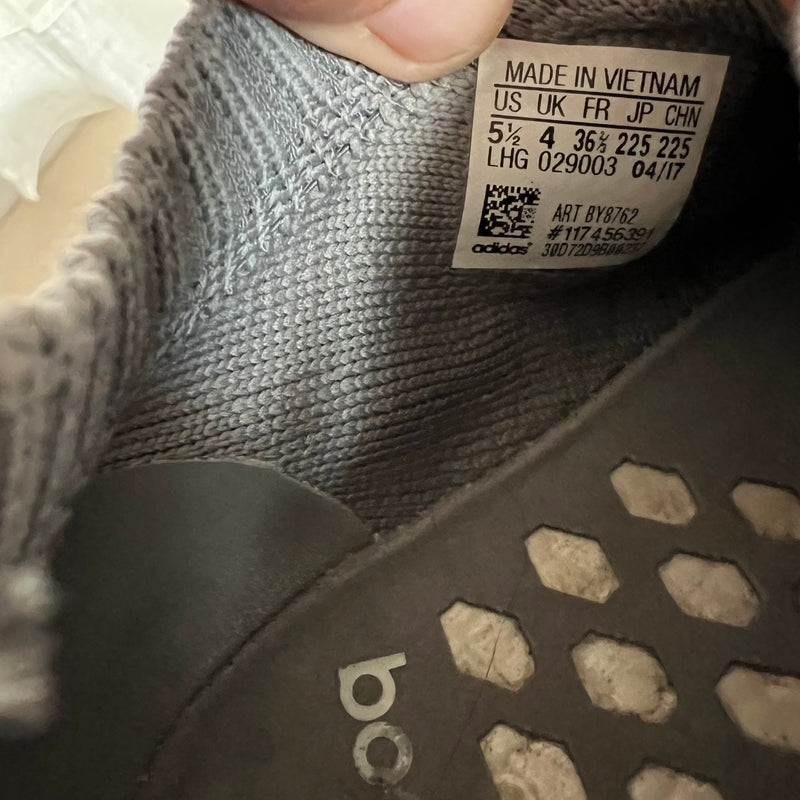 MADE IN VIETNAM
US UK FR JP CHN
5½ 4 36⅔ 225 225
LHG 029003 04/17
ART BY8762
#117456391
adidas